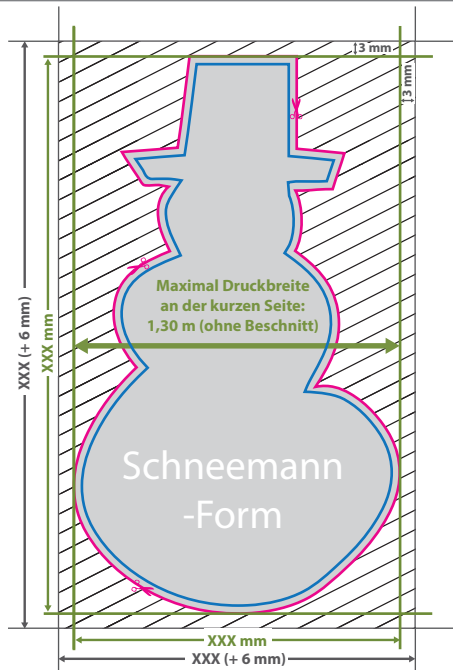 3 mm
3 mm
Maximal Druckbreite
an der kurzen Seite:
1,30 m (ohne Beschnitt)
XXX (+ 6 mm)
XXX mm
Schneemann
-Form
XXX mm
XXX (+ 6 mm)